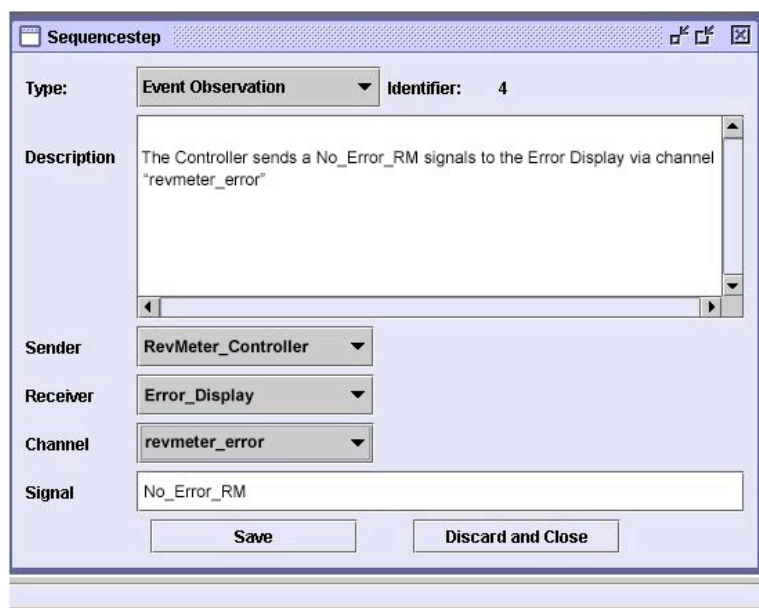 Sequencestep
Type: Event Observation Identifier: 4
Description The Controller sends a No_Error_RM signals to the Error Display via channel
“revmeter_error”
Sender RevMeter_Controller
Receiver Error_Display
Channel revmeter_error
Signal No_Error_RM
Save Discard and Close